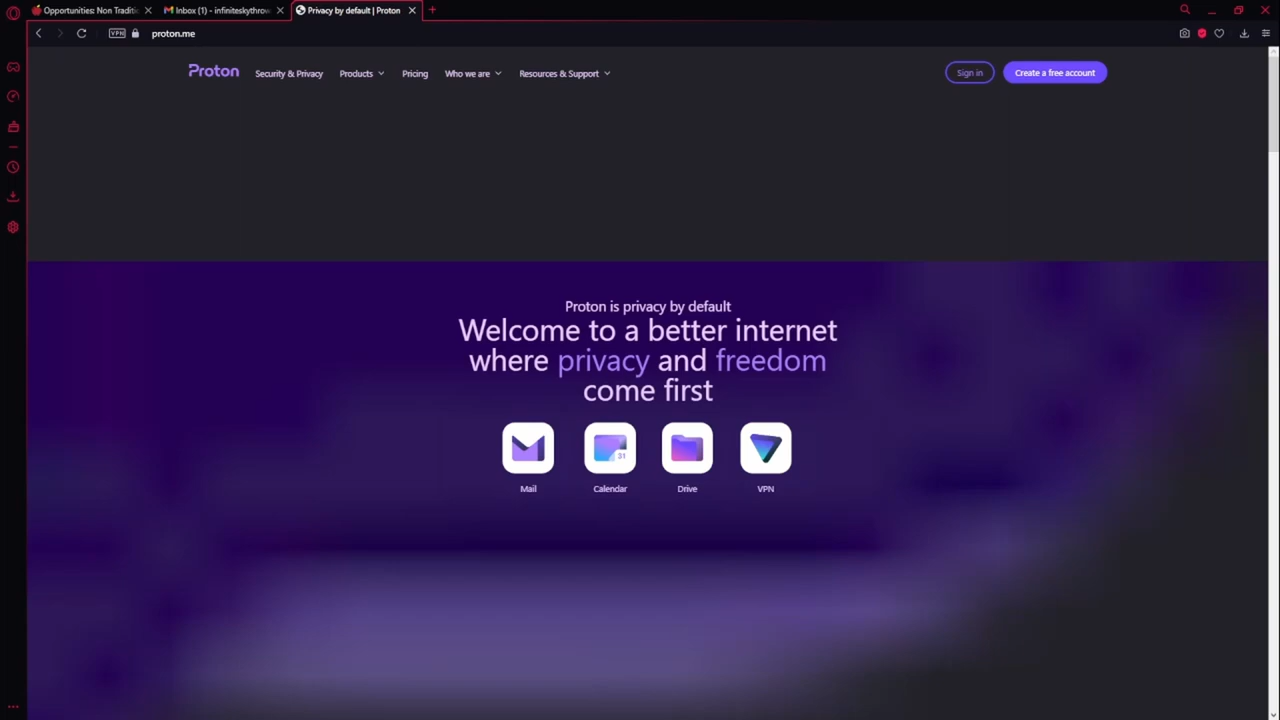 Opportunities: Non Traditi
Inbox (1) - infiniteskythrow
Privacy by default | Proton
VPN
proton.me
Proton
Security & Privacy
Products
Pricing
Who we are
Resources & Support
Sign in
Create a free account
Proton is privacy by default
Welcome to a better internet
where privacy and freedom
come first
31
Mail
Calendar
Drive
VPN